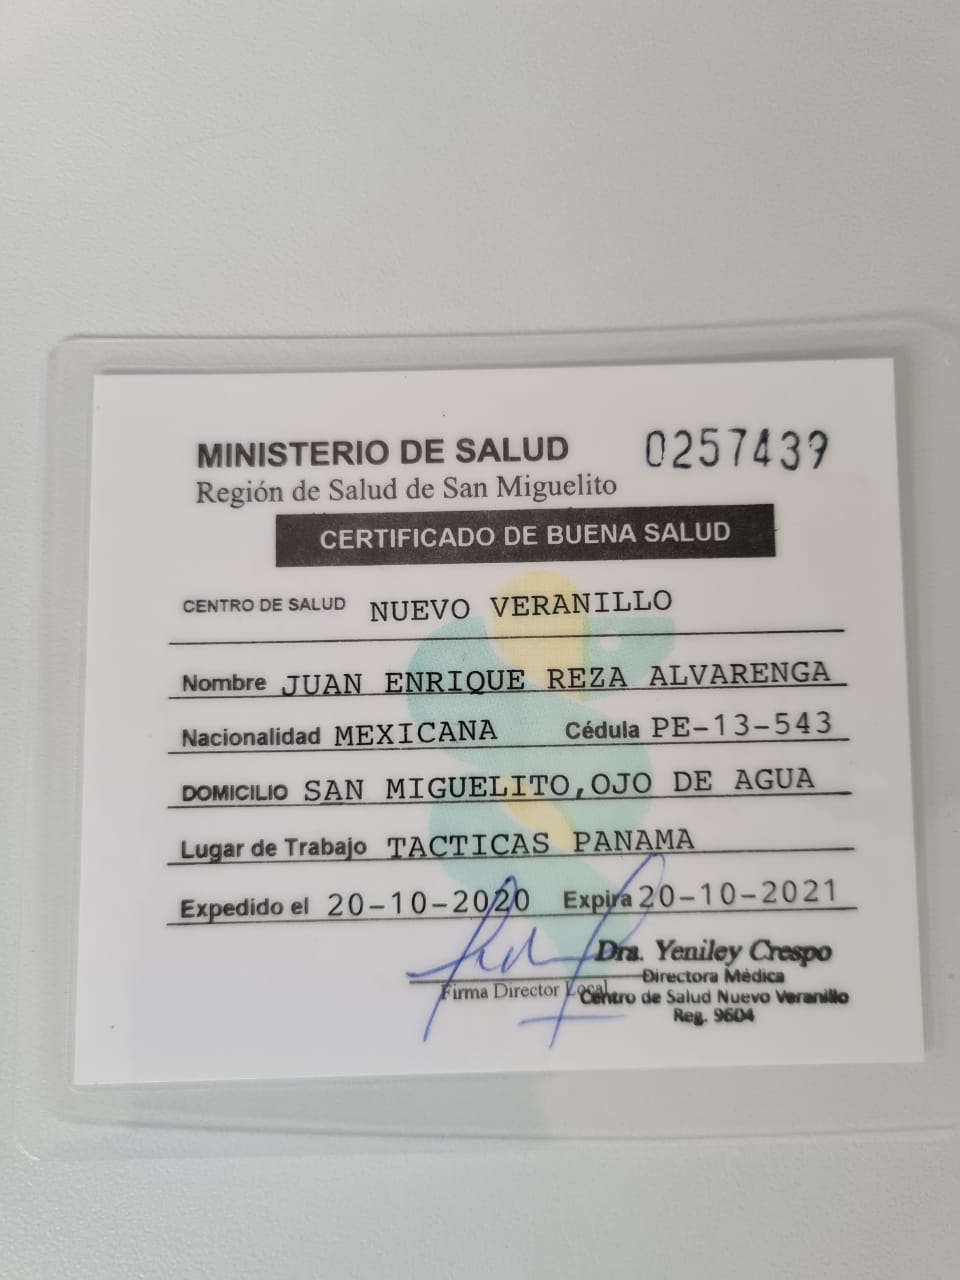 MINISTERIO DE SALUD 0257439
Región de Salud de San Miguelito
CERTIFICADO DE BUENA SALUD
CENTRO DE SALUD NUEVO VERANILLO
Nombre JUAN ENRIQUE REZA ALVARENGA
Nacionalidad MEXICANA Cédula PE-13-543
DOMICILIO SAN MIGUELITO,OJO DE AGUA
Lugar de Trabajo TACTICAS PANAMA
Expedido el 20-10-2020 Expira 20-10-2021
Dra. Yeniley Crespo
Directora Médica
Firma Director Local
Centro de Salud Nuevo Veranillo
Reg. 9604